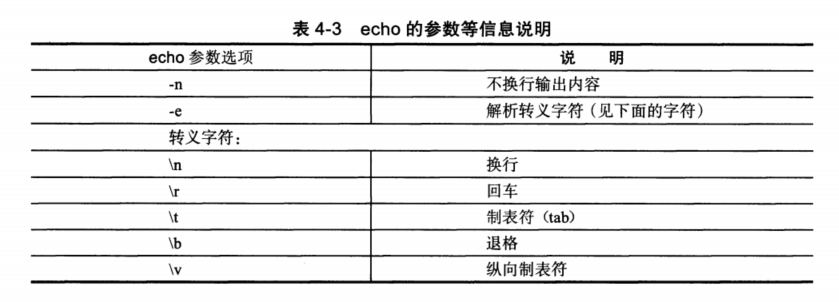 表 4-3 echo 的参数等信息说明
echo 参数选项 说 明
-n 不换行输出内容
-e 解析转义字符（见下面的字符）
转义字符：
\n 换行
\r 回车
\t 制表符（tab）
\b 退格
\v 纵向制表符